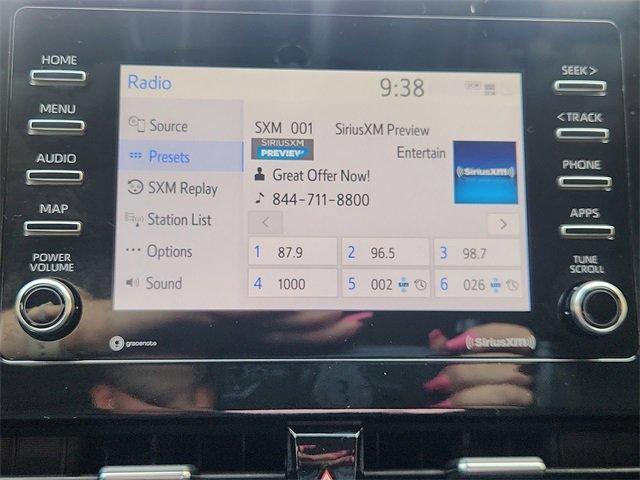 HOME
MENU
AUDIO
MAP
POWER
VOLUME
Radio
9:38
Source
Presets
SXM Replay
Station List
Options
Sound
SXM 001 SiriusXM Preview
SIRIUSXM
PREVIEW
Entertain
Great Offer Now!
844-711-8800
((SiriusXM))
< >
1 87.9
2 96.5
3 98.7
4 1000
5 002
6 026
SEEK >
< TRACK
PHONE
APPS
TUNE
SCROLL
gracenote
((SiriusXM))